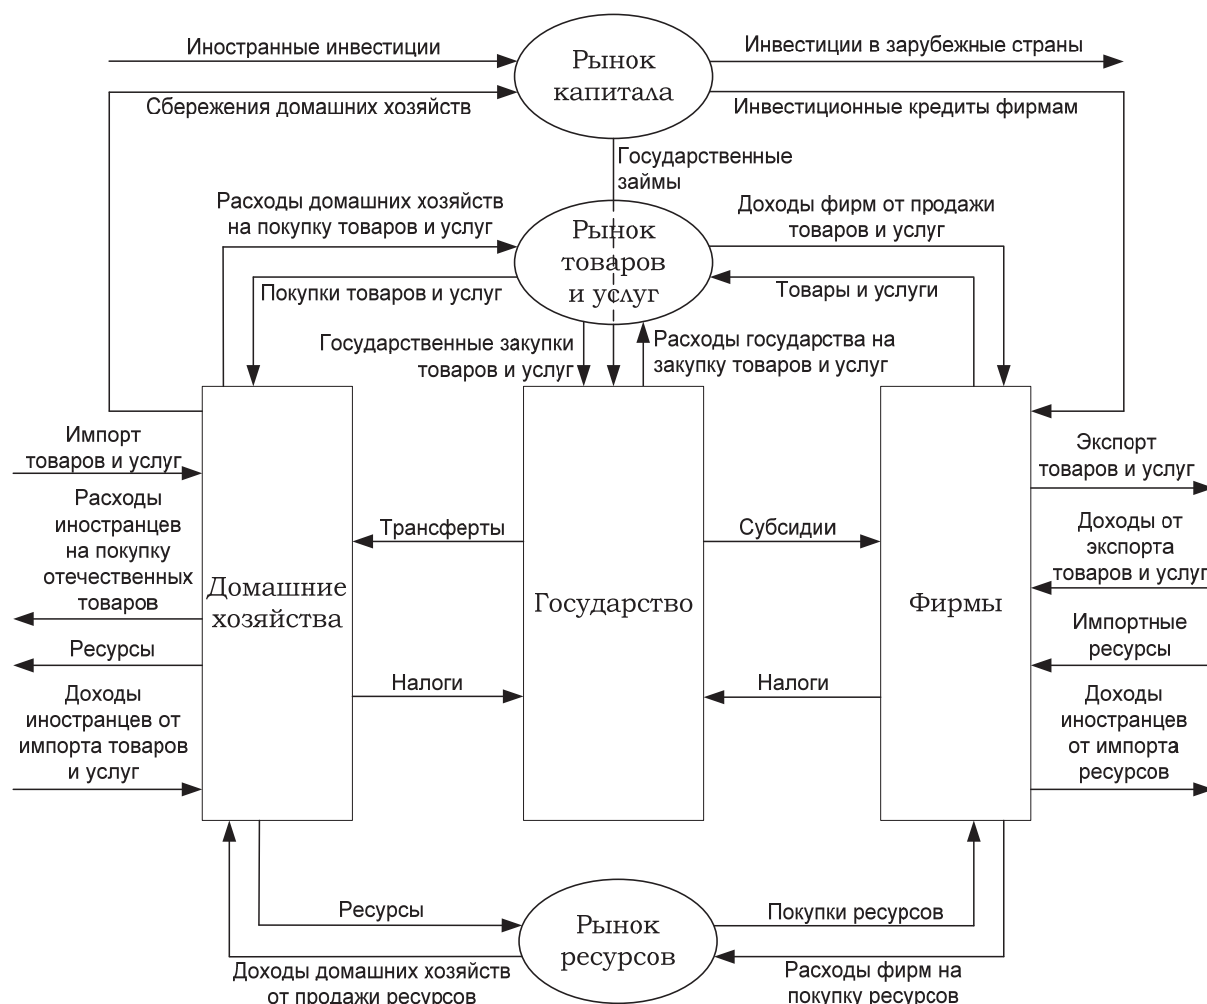 Иностранные инвестиции
Рынок
капитала
Инвестиции в зарубежные страны
Сбережения домашних хозяйств
Инвестиционные кредиты фирмам
Государственные
займы
Расходы домашних хозяйств
на покупку товаров и услуг
Рынок
товаров
и услуг
Доходы фирм от продажи
товаров и услуг
Покупки товаров и услуг
Товары и услуги
Государственные закупки
товаров и услуг
Расходы государства на
закупку товаров и услуг
Импорт
товаров и услуг
Расходы
иностранцев
на покупку
отечественных
товаров
Ресурсы
Доходы
иностранцев от
импорта товаров
и услуг
Домашние
хозяйства
Трансферты
Налоги
Государство
Субсидии
Налоги
Фирмы
Экспорт
товаров и услуг
Доходы от
экспорта
товаров и услуг
Импортные
ресурсы
Доходы
иностранцев
от импорта
ресурсов
Ресурсы
Рынок
ресурсов
Покупки ресурсов
Доходы домашних хозяйств
от продажи ресурсов
Расходы фирм на
покупку ресурсов